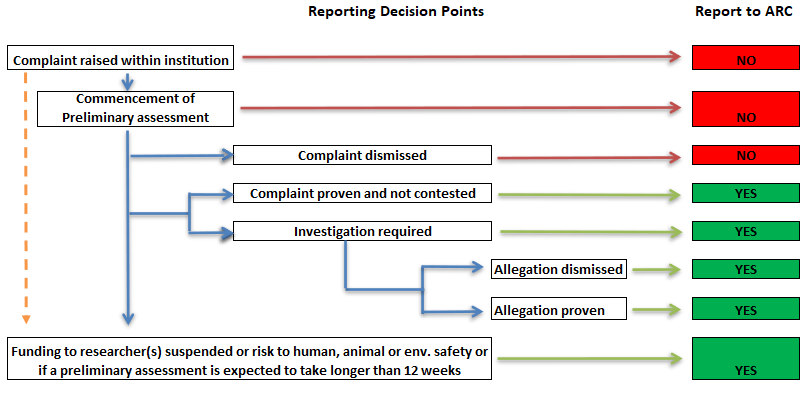 Reporting Decision Points
Report to ARC
Complaint raised within institution
NO
Commencement of
Preliminary assessment
NO
Complaint dismissed
NO
Complaint proven and not contested
YES
Investigation required
YES
Allegation dismissed
YES
Allegation proven
YES
Funding to researcher(s) suspended or risk to human, animal or env. safety or
if a preliminary assessment is expected to take longer than 12 weeks
YES